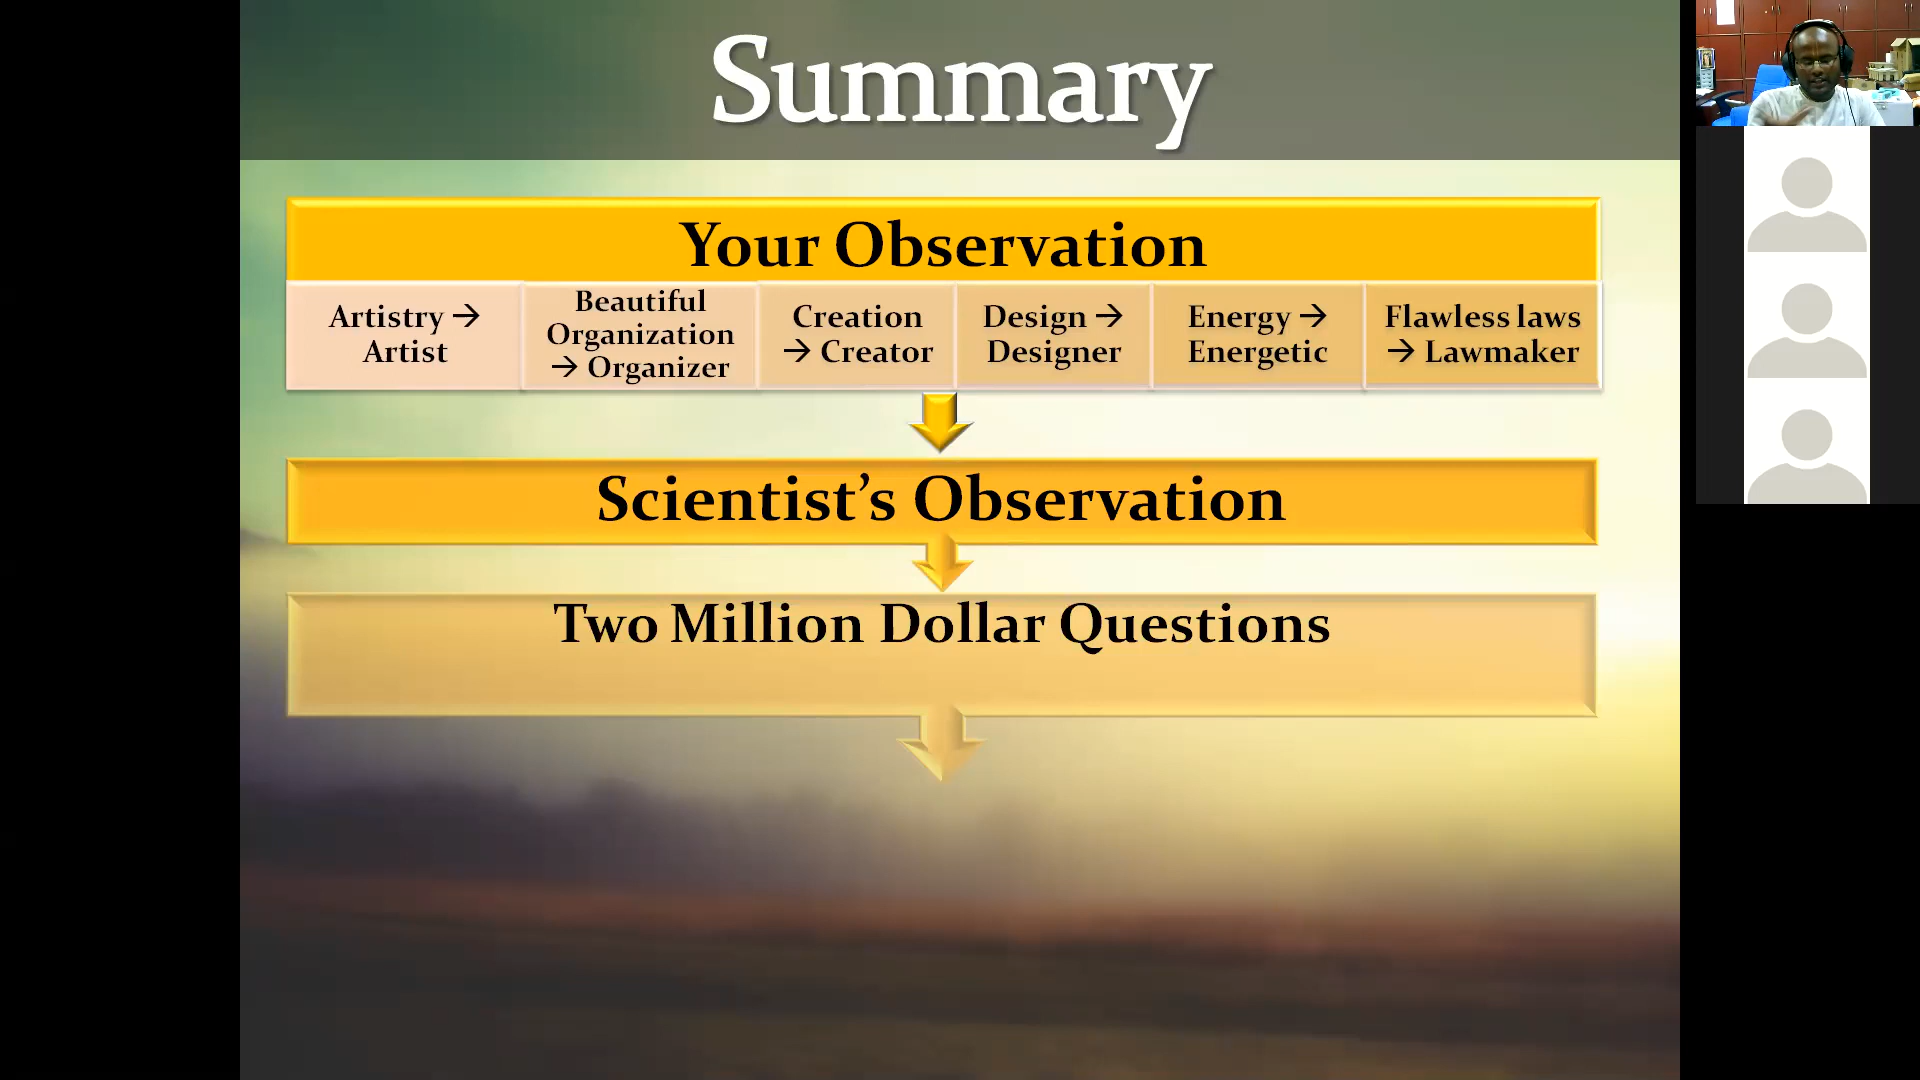 Summary
Your Observation
Artistry →
Artist
Beautiful
Organization
→ Organizer
Creation
→ Creator
Design →
Designer
Energy →
Energetic
Flawless laws
→ Lawmaker
Scientist’s Observation
Two Million Dollar Questions